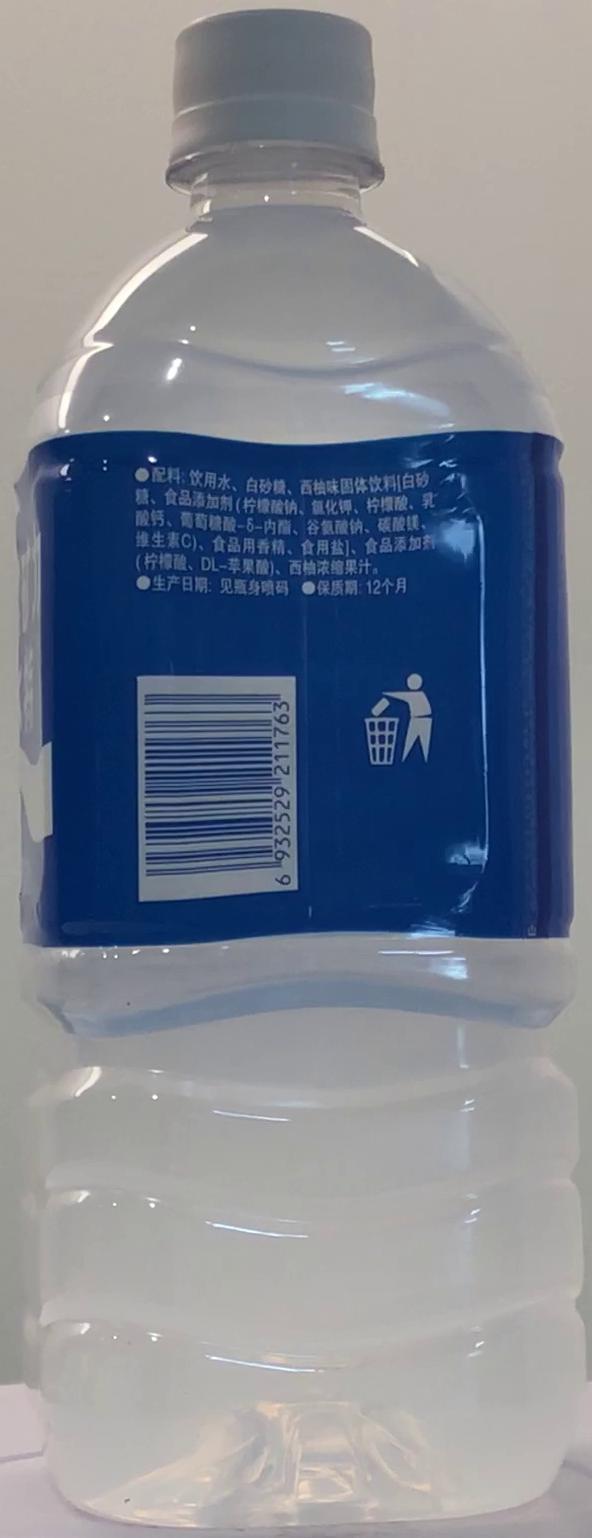 ●配料: 饮用水、白砂糖、西柚味固体饮料[白砂
糖、食品添加剂(柠檬酸钠、氯化钾、柠檬酸、乳
酸钙、葡萄糖酸-δ-内酯、谷氨酸钠、碳酸镁、
维生素C)、食品用香精、食用盐]、食品添加剂
(柠檬酸、DL-苹果酸)、西柚浓缩果汁。
●生产日期: 见瓶身喷码 ●保质期: 12个月
6 932529 211763